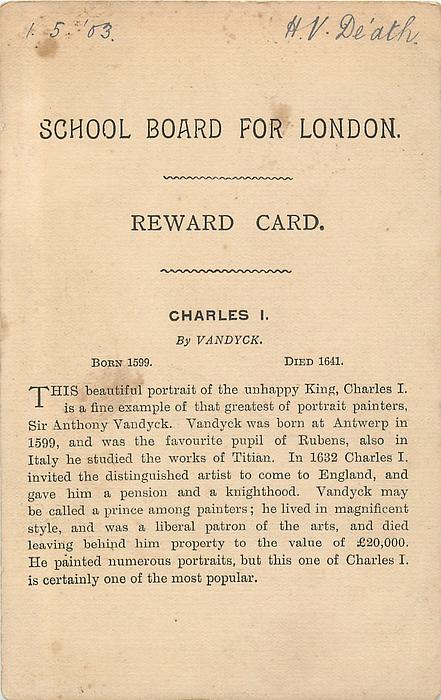 1. 5. '03. H. V. De'ath.
SCHOOL BOARD FOR LONDON.
REWARD CARD.
CHARLES I.
By VANDYCK.
BORN 1599. DIED 1641.
THIS beautiful portrait of the unhappy King, Charles I.
is a fine example of that greatest of portrait painters,
Sir Anthony Vandyck. Vandyck was born at Antwerp in
1599, and was the favourite pupil of Rubens, also in
Italy he studied the works of Titian. In 1632 Charles I.
invited the distinguished artist to come to England, and
gave him a pension and a knighthood. Vandyck may
be called a prince among painters; he lived in magnificent
style, and was a liberal patron of the arts, and died
leaving behind him property to the value of £20,000.
He painted numerous portraits, but this one of Charles I.
is certainly one of the most popular.